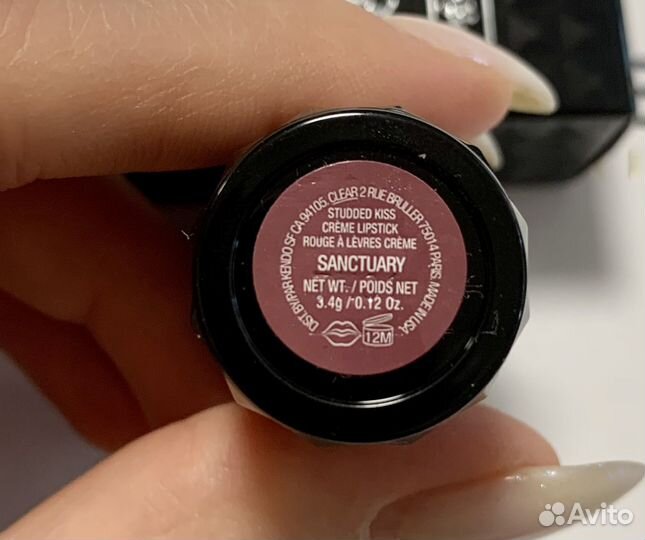 DIST. BY/PAR KENDO SF CA 94105. CLEAR 2 RUE BRULLER 75014 PARIS. MADE IN USA.
STUDDED KISS
CRÈME LIPSTICK
ROUGE À LÈVRES CRÈME
SANCTUARY
NET WT. / POIDS NET
3.4g / 0.12 Oz.
12M
Avito